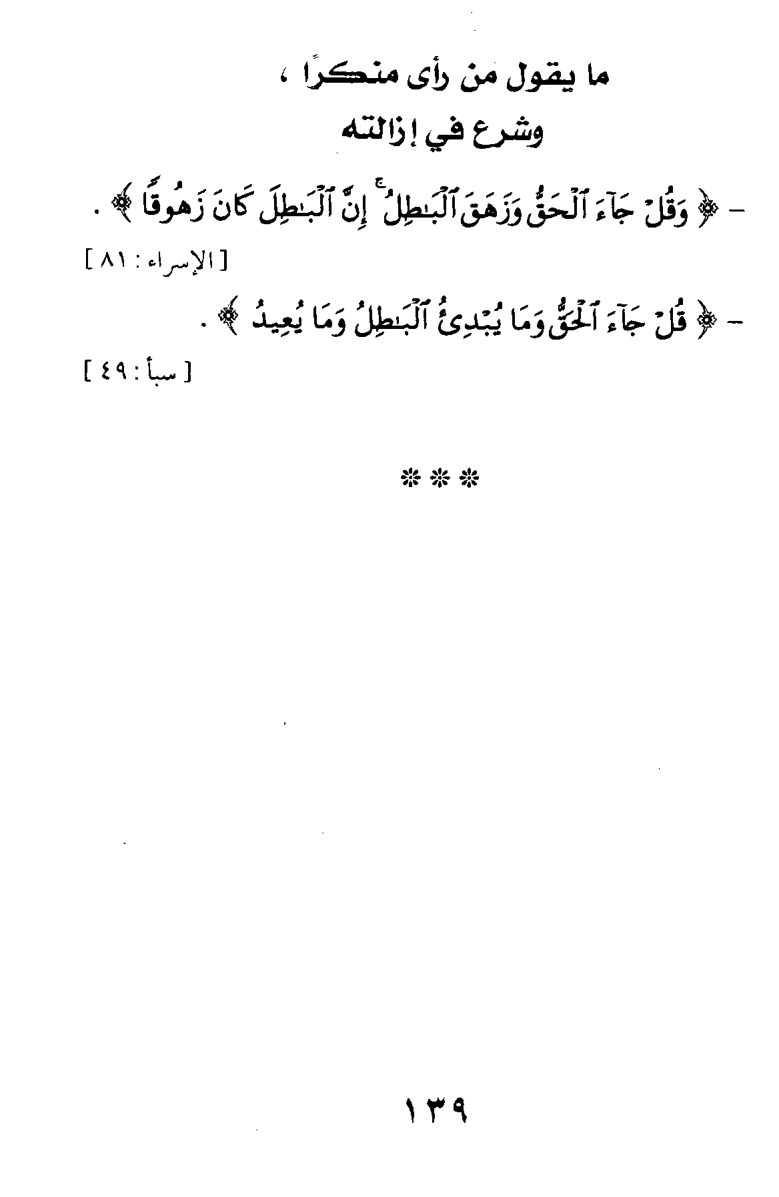 ما يقول من رأى منكرًا ،
وشرع في إزالته
– ﴿ وَقُلْ جَآءَ ٱلْحَقُّ وَزَهَقَ ٱلْبَٰطِلُ ۚ إِنَّ ٱلْبَٰطِلَ كَانَ زَهُوقًا ﴾ .
[ الإسراء : ٨١ ]
– ﴿ قُلْ جَآءَ ٱلْحَقُّ وَمَا يُبْدِئُ ٱلْبَٰطِلُ وَمَا يُعِيدُ ﴾ .
[ سبأ : ٤٩ ]
***
١٣٩